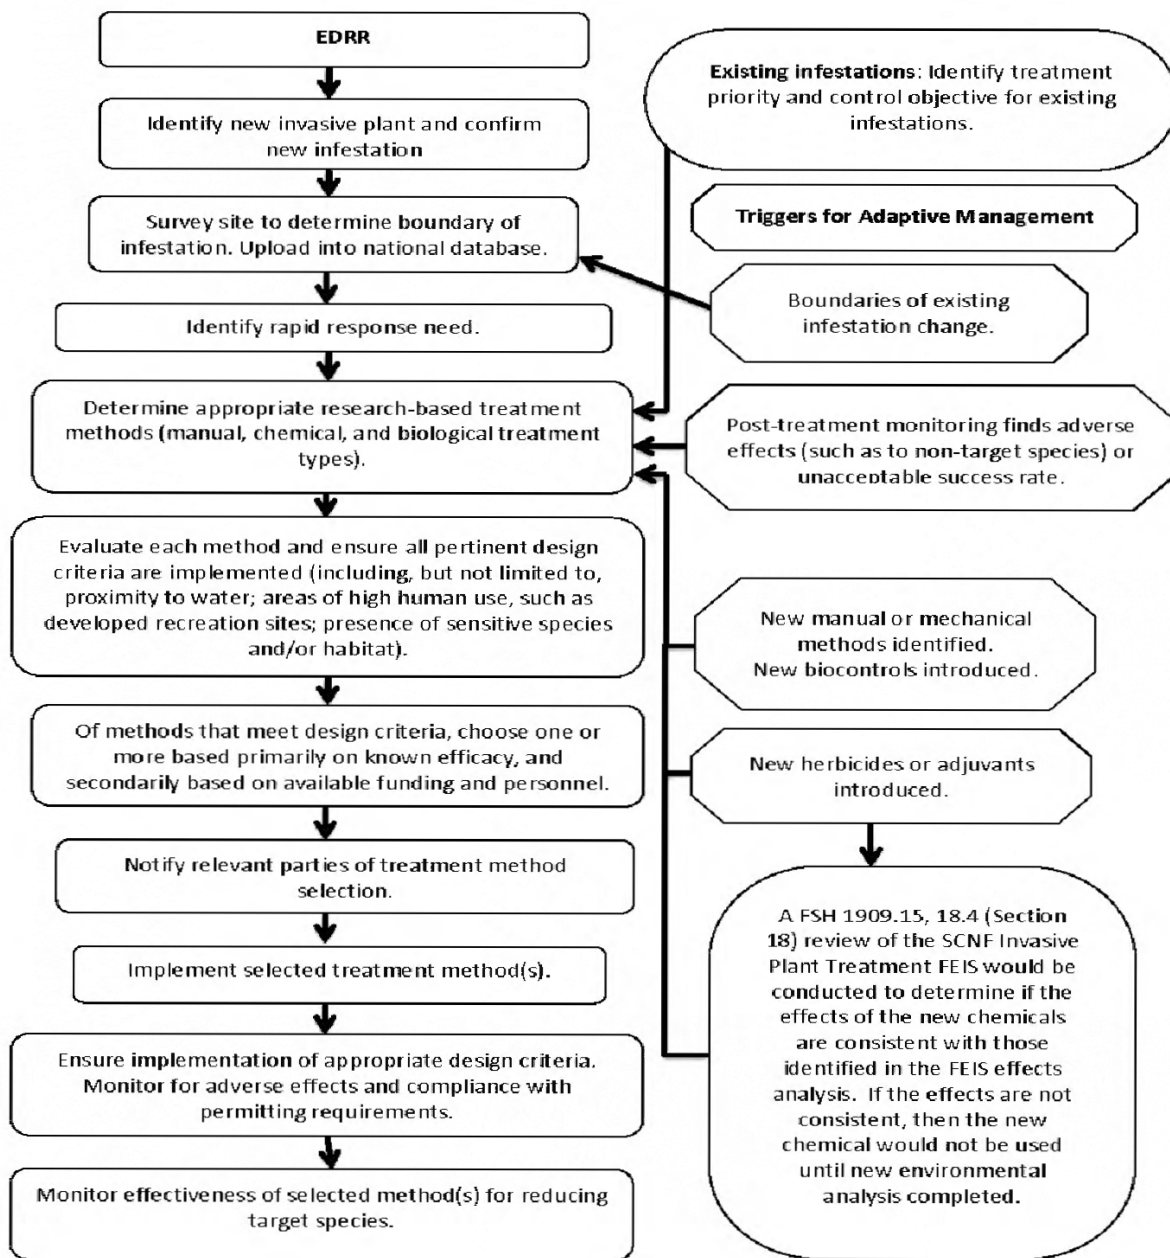 EDRR
Identify new invasive plant and confirm
new infestation
Survey site to determine boundary of
infestation. Upload into national database.
Identify rapid response need.
Determine appropriate research-based treatment
methods (manual, chemical, and biological treatment
types).
Evaluate each method and ensure all pertinent design
criteria are implemented (including, but not limited to,
proximity to water; areas of high human use, such as
developed recreation sites; presence of sensitive species
and/or habitat).
Of methods that meet design criteria, choose one or
more based primarily on known efficacy, and
secondarily based on available funding and personnel.
Notify relevant parties of treatment method
selection.
Implement selected treatment method(s).
Ensure implementation of appropriate design criteria.
Monitor for adverse effects and compliance with
permitting requirements.
Monitor effectiveness of selected method(s) for reducing
target species.
Existing infestations: Identify treatment
priority and control objective for existing
infestations.
Triggers for Adaptive Management
Boundaries of existing
infestation change.
Post-treatment monitoring finds adverse
effects (such as to non-target species) or
unacceptable success rate.
New manual or mechanical
methods identified.
New biocontrols introduced.
New herbicides or adjuvants
introduced.
A FSH 1909.15, 18.4 (Section
18) review of the SCNF Invasive
Plant Treatment FEIS would be
conducted to determine if the
effects of the new chemicals
are consistent with those
identified in the FEIS effects
analysis. If the effects are not
consistent, then the new
chemical would not be used
until new environmental
analysis completed.